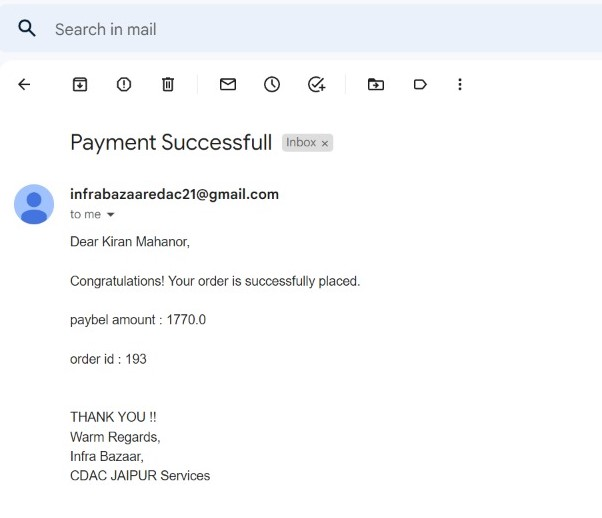 Search in mail
Payment Successfull Inbox ×
infrabazaaredac21@gmail.com
to me
Dear Kiran Mahanor,
Congratulations! Your order is successfully placed.
paybel amount : 1770.0
order id : 193
THANK YOU !!
Warm Regards,
Infra Bazaar,
CDAC JAIPUR Services